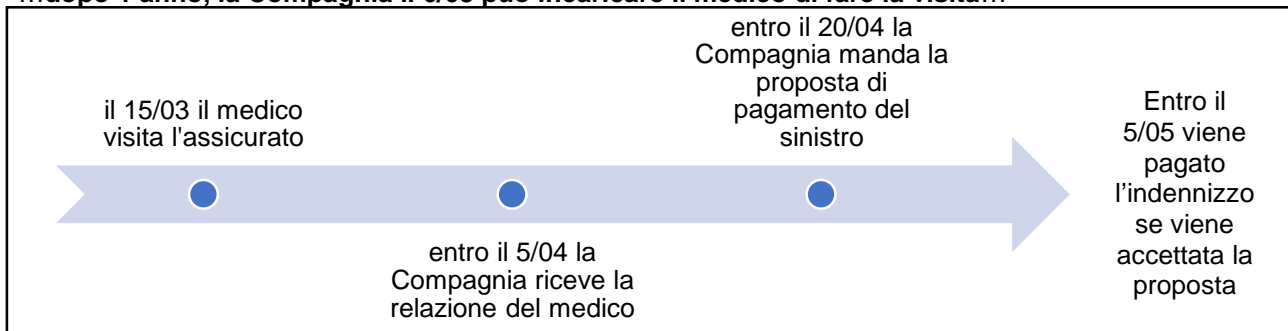 entro il 20/04 la
Compagnia manda la
proposta di
pagamento del
sinistro
il 15/03 il medico
visita l'assicurato
entro il 5/04 la
Compagnia riceve la
relazione del medico
Entro il
5/05 viene
pagato
l’indennizzo
se viene
accettata la
proposta